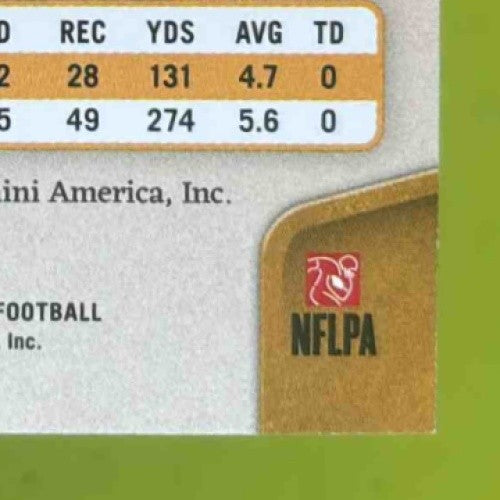 D REC YDS AVG TD
2 28 131 4.7 0
5 49 274 5.6 0
ini America, Inc.
FOOTBALL
Inc.
NFLPA